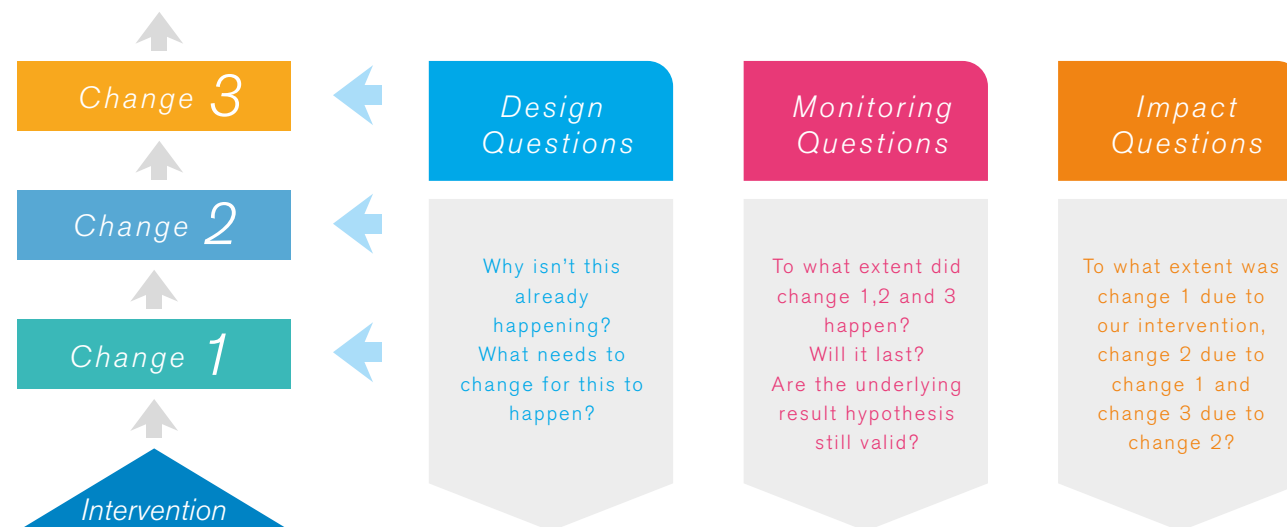 Change 3
Change 2
Change 1
Intervention
Design
Questions
Why isn't this
already
happening?
What needs to
change for this to
happen?
Monitoring
Questions
To what extent did
change 1,2 and 3
happen?
Will it last?
Are the underlying
result hypothesis
still valid?
Impact
Questions
To what extent was
change 1 due to
our intervention,
change 2 due to
change 1 and
change 3 due to
change 2?